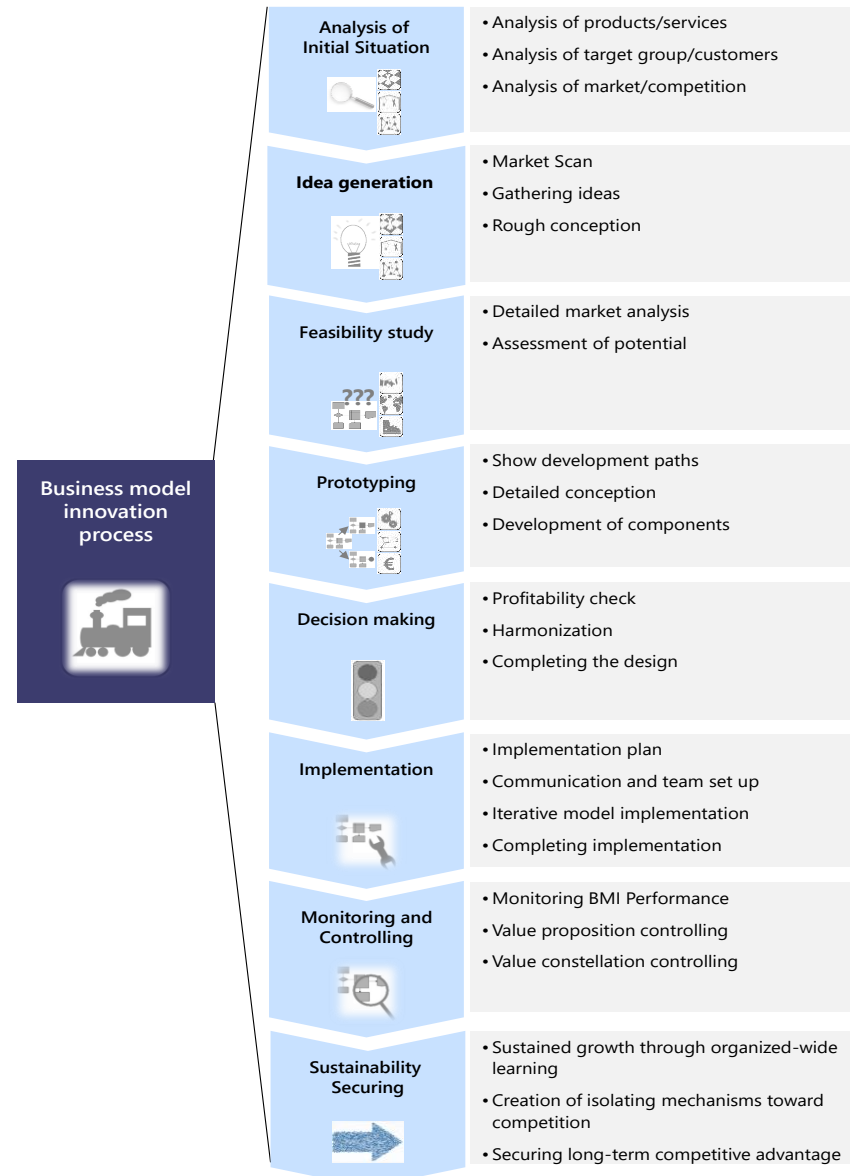 Business model
innovation
process
Analysis of
Initial Situation
• Analysis of products/services
• Analysis of target group/customers
• Analysis of market/competition
Idea generation
• Market Scan
• Gathering ideas
• Rough conception
Feasibility study
???
• Detailed market analysis
• Assessment of potential
Prototyping
€
• Show development paths
• Detailed conception
• Development of components
Decision making
• Profitability check
• Harmonization
• Completing the design
Implementation
• Implementation plan
• Communication and team set up
• Iterative model implementation
• Completing implementation
Monitoring and
Controlling
• Monitoring BMI Performance
• Value proposition controlling
• Value constellation controlling
Sustainability
Securing
• Sustained growth through organized-wide
learning
• Creation of isolating mechanisms toward
competition
• Securing long-term competitive advantage